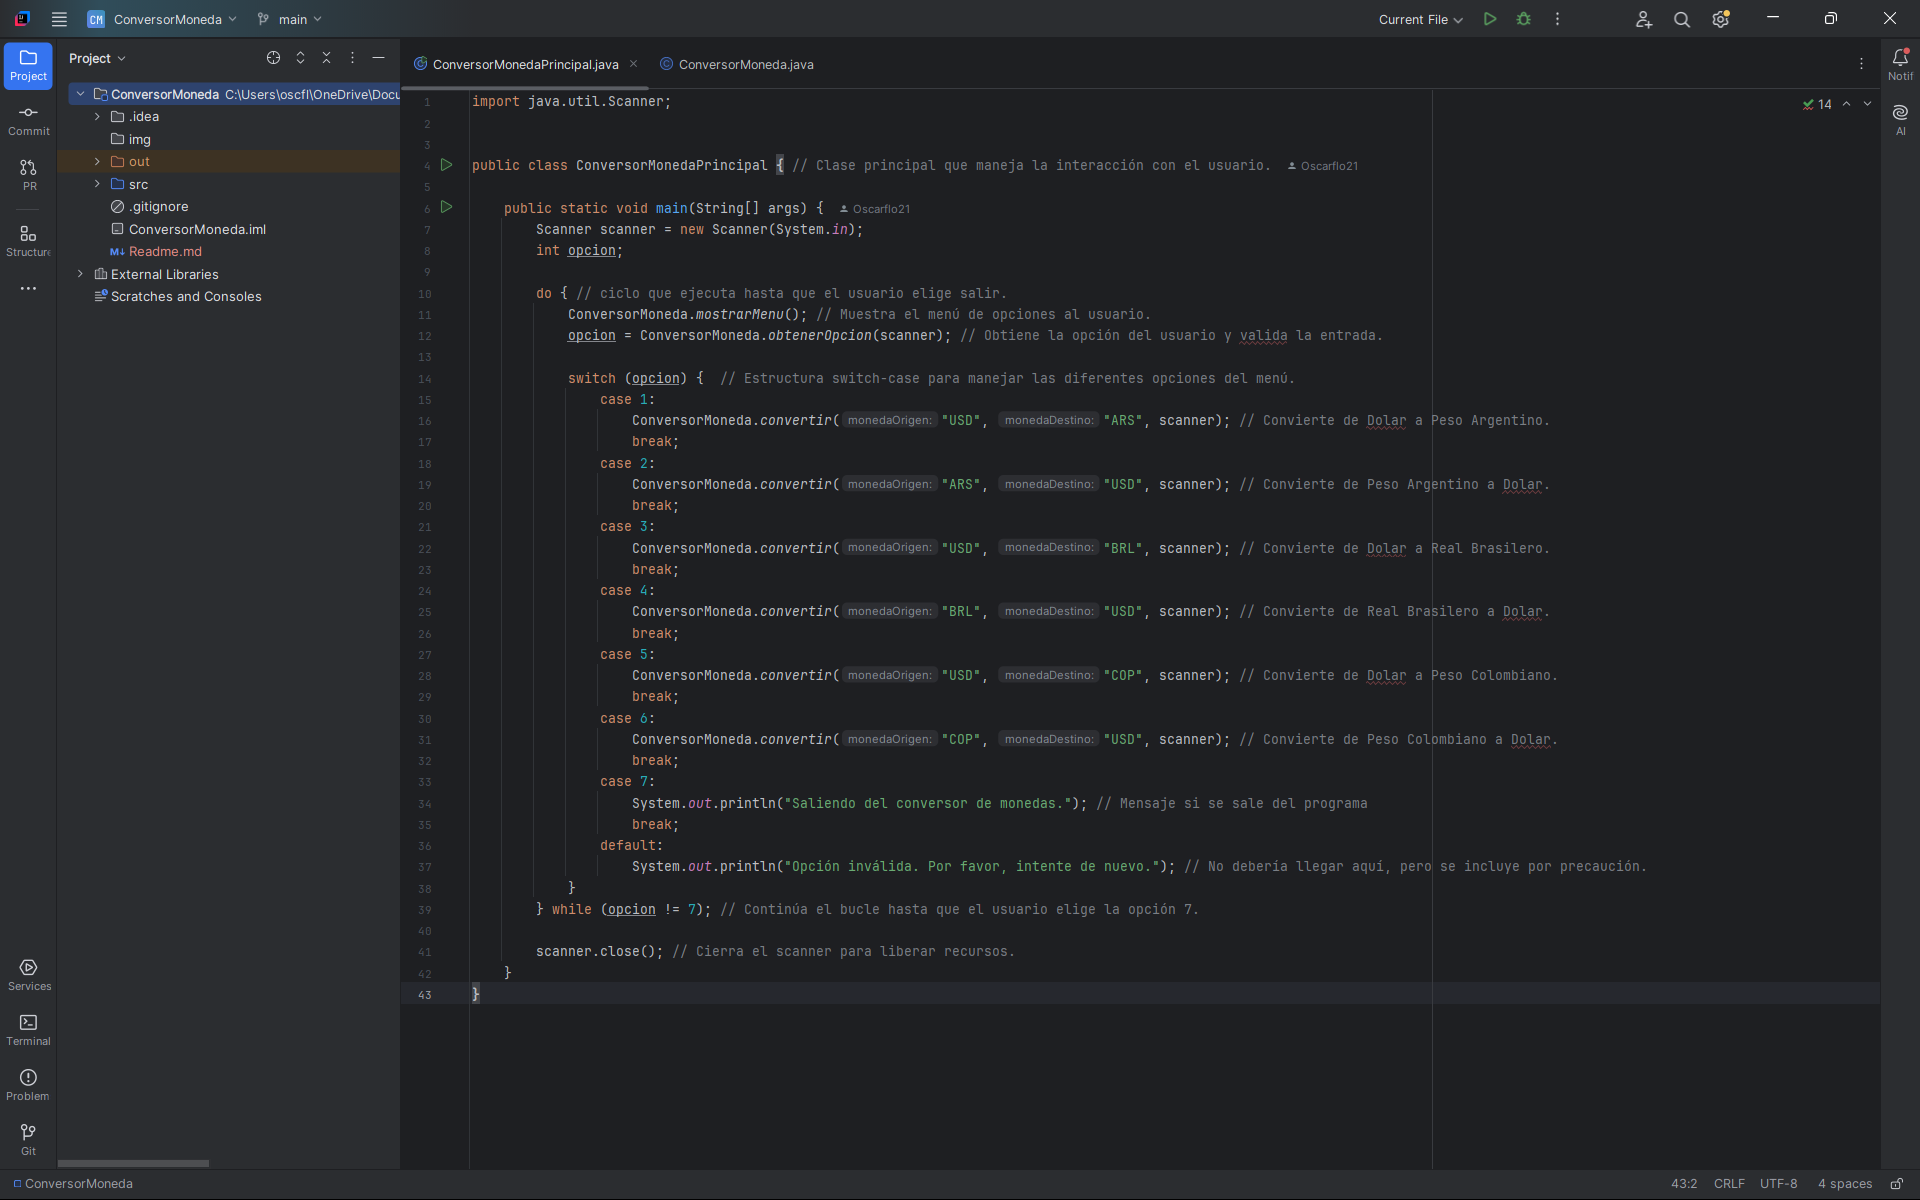 CM ConversorMoneda main Current File
Project
ConversorMoneda C:\Users\oscfl\OneDrive\Docu
.idea
img
out
src
.gitignore
ConversorMoneda.iml
Readme.md
External Libraries
Scratches and Consoles
Project
Commit
PR
Structure
Services
Terminal
Problem
Git
ConversorMonedaPrincipal.java ConversorMoneda.java
14
Notif
AI
1 import java.util.Scanner;
2
3
4 public class ConversorMonedaPrincipal { // Clase principal que maneja la interacción con el usuario. Oscarflo21
5
6 public static void main(String[] args) { Oscarflo21
7 Scanner scanner = new Scanner(System.in);
8 int opcion;
9
10 do { // ciclo que ejecuta hasta que el usuario elige salir.
11 ConversorMoneda.mostrarMenu(); // Muestra el menú de opciones al usuario.
12 opcion = ConversorMoneda.obtenerOpcion(scanner); // Obtiene la opción del usuario y valida la entrada.
13
14 switch (opcion) { // Estructura switch-case para manejar las diferentes opciones del menú.
15 case 1:
16 ConversorMoneda.convertir( monedaOrigen: "USD", monedaDestino: "ARS", scanner); // Convierte de Dolar a Peso Argentino.
17 break;
18 case 2:
19 ConversorMoneda.convertir( monedaOrigen: "ARS", monedaDestino: "USD", scanner); // Convierte de Peso Argentino a Dolar.
20 break;
21 case 3:
22 ConversorMoneda.convertir( monedaOrigen: "USD", monedaDestino: "BRL", scanner); // Convierte de Dolar a Real Brasilero.
23 break;
24 case 4:
25 ConversorMoneda.convertir( monedaOrigen: "BRL", monedaDestino: "USD", scanner); // Convierte de Real Brasilero a Dolar.
26 break;
27 case 5:
28 ConversorMoneda.convertir( monedaOrigen: "USD", monedaDestino: "COP", scanner); // Convierte de Dolar a Peso Colombiano.
29 break;
30 case 6:
31 ConversorMoneda.convertir( monedaOrigen: "COP", monedaDestino: "USD", scanner); // Convierte de Peso Colombiano a Dolar.
32 break;
33 case 7:
34 System.out.println("Saliendo del conversor de monedas."); // Mensaje si se sale del programa
35 break;
36 default:
37 System.out.println("Opción inválida. Por favor, intente de nuevo."); // No debería llegar aquí, pero se incluye por precaución.
38 }
39 } while (opcion != 7); // Continúa el bucle hasta que el usuario elige la opción 7.
40
41 scanner.close(); // Cierra el scanner para liberar recursos.
42 }
43 }
ConversorMoneda 43:2 CRLF UTF-8 4 spaces